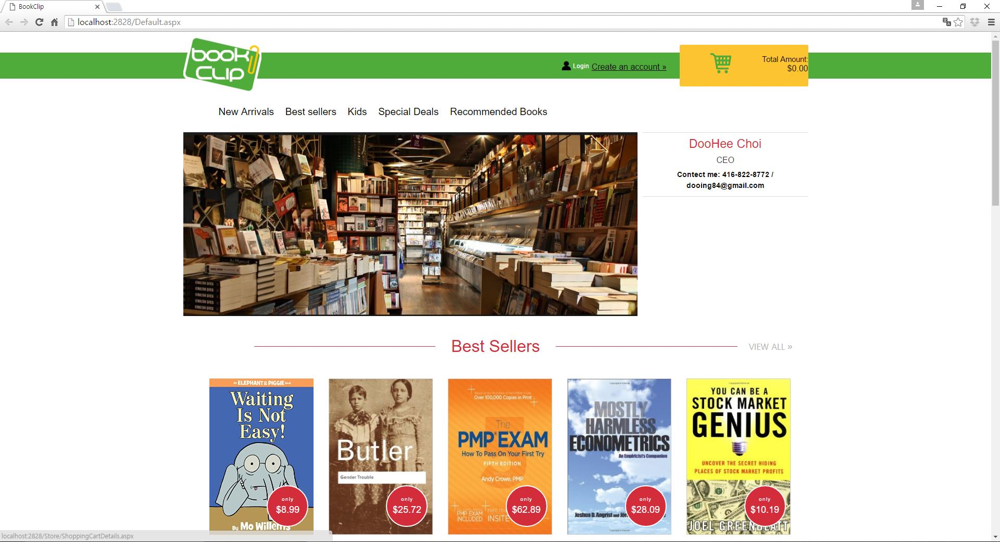 BookClip
localhost:2828/Default.aspx
book
CLIP
Login Create an account »
Total Amount:
$0.00
New Arrivals Best sellers Kids Special Deals Recommended Books
DooHee Choi
CEO
Contect me: 416-822-8772 /
dooing84@gmail.com
Best Sellers
VIEW ALL »
An ELEPHANT & PIGGIE Book
Waiting
Is Not
Easy!
only
$8.99
By Mo Willems
Butler
Gender Trouble
only
$25.72
Over 100,000 Copies in Print
The
PMP® EXAM
How To Pass On Your First Try
FIFTH EDITION
Andy Crowe, PMP
only
$62.89
PMP EXAM
INCLUDED
FREE
INSITE
MOSTLY
HARMLESS
ECONOMETRICS
An Empiricist's Companion
only
$28.09
Joshua D. Angrist and
YOU CAN BE A
STOCK MARKET
GENIUS
UNCOVER THE SECRET HIDING
PLACES OF STOCK MARKET PROFITS
only
$10.19
JOEL GREENBLATT
localhost:2828/Store/ShoppingCartDetails.aspx